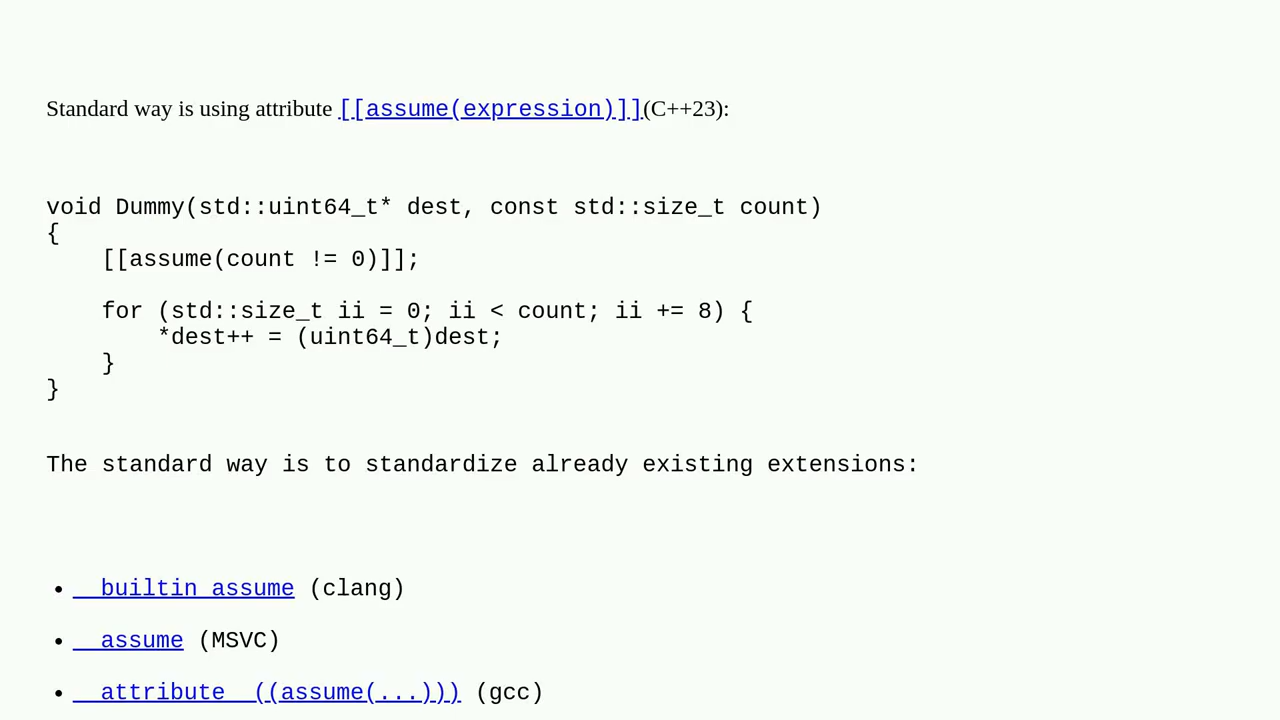 Standard way is using attribute [[assume(expression)]](C++23):
void Dummy(std::uint64_t* dest, const std::size_t count)
{
    [[assume(count != 0)]];
    for (std::size_t ii = 0; ii < count; ii += 8) {
        *dest++ = (uint64_t)dest;
    }
}
The standard way is to standardize already existing extensions:
• __builtin_assume (clang)
• __assume (MSVC)
• __attribute__((assume(...))) (gcc)